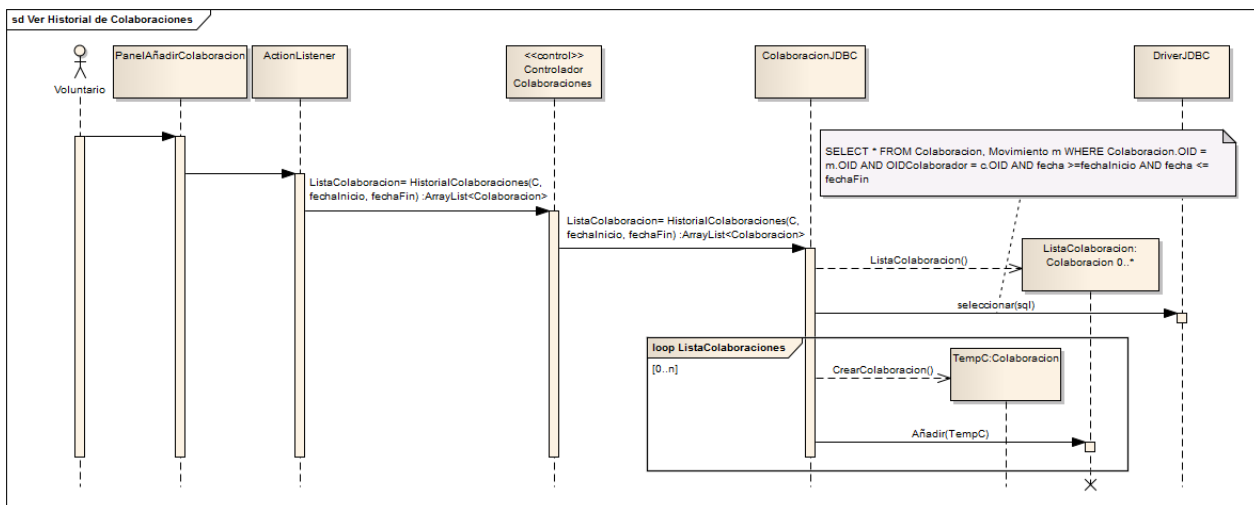 sd Ver Historial de Colaboraciones
Voluntario
PanelAñadirColaboracion
ActionListener
<<control>>
Controlador
Colaboraciones
ColaboracionJDBC
DriverJDBC
SELECT * FROM Colaboracion, Movimiento m WHERE Colaboracion.OID =
m.OID AND OIDColaborador = c.OID AND fecha >=fechaInicio AND fecha <=
fechaFin
ListaColaboracion= HistorialColaboraciones(C,
fechaInicio, fechaFin) :ArrayList<Colaboracion>
ListaColaboracion= HistorialColaboraciones(C,
fechaInicio, fechaFin) :ArrayList<Colaboracion>
ListaColaboracion()
ListaColaboracion:
Colaboracion 0..*
seleccionar(sql)
loop ListaColaboraciones
[0..n]
CrearColaboracion()
TempC:Colaboracion
Añadir(TempC)